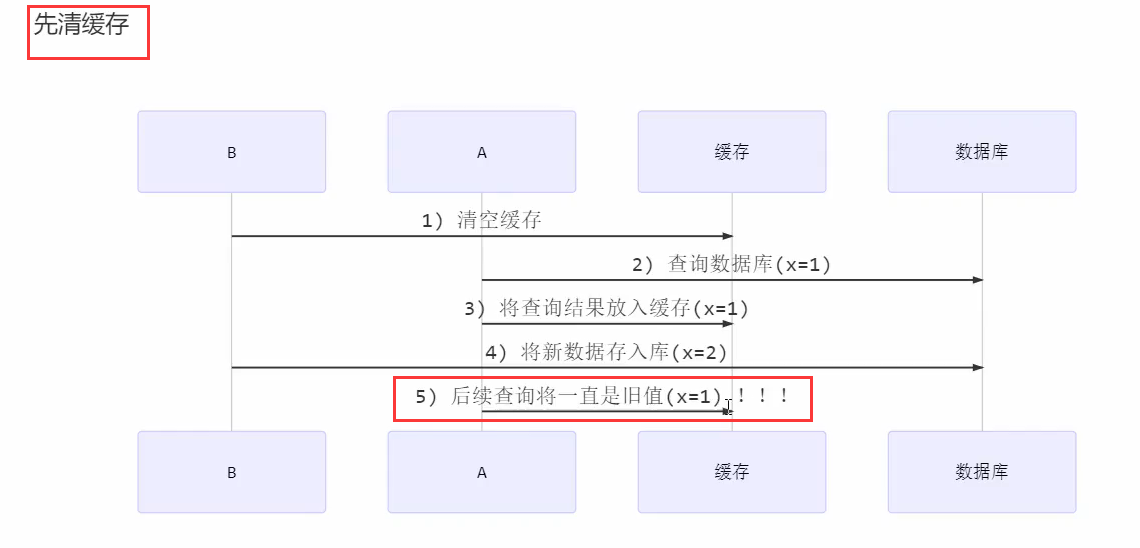 先清缓存
B
A
缓存
数据库
1) 清空缓存
2) 查询数据库(x=1)
3) 将查询结果放入缓存(x=1)
4) 将新数据存入库(x=2)
5) 后续查询将一直是旧值(x=1)！！！
B
A
缓存
数据库